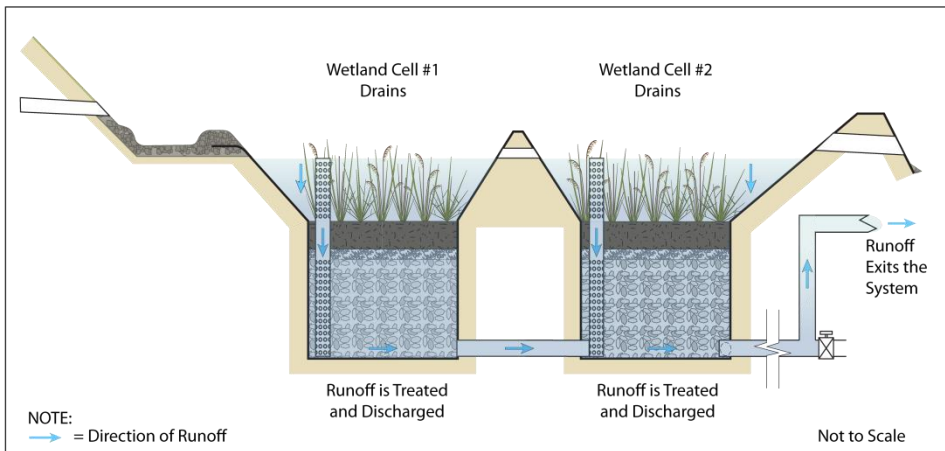 Wetland Cell #1
Drains
Wetland Cell #2
Drains
Runoff
Exits the
System
Runoff is Treated
and Discharged
Runoff is Treated
and Discharged
NOTE:
= Direction of Runoff
Not to Scale